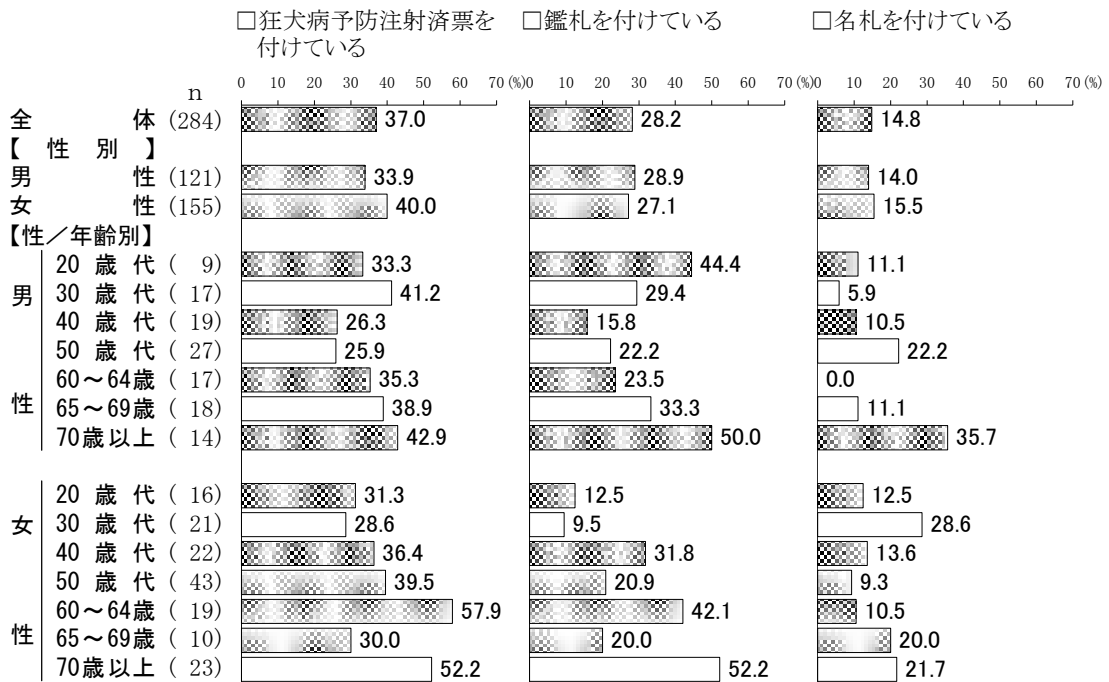 □狂犬病予防注射済票を □鑑札を付けている □名札を付けている
付けている
0 10 20 30 40 50 60 70 (%) 0 10 20 30 40 50 60 70 (%) 0 10 20 30 40 50 60 70 (%)
n
全 体 (284) 37.0 28.2 14.8
【 性 別 】
男 性 (121) 33.9 28.9 14.0
女 性 (155) 40.0 27.1 15.5
【性／年齢別】
20 歳 代 ( 9) 33.3 44.4 11.1
男 30 歳 代 ( 17) 41.2 29.4 5.9
40 歳 代 ( 19) 26.3 15.8 10.5
50 歳 代 ( 27) 25.9 22.2 22.2
60～64歳 ( 17) 35.3 23.5 0.0
性 65～69歳 ( 18) 38.9 33.3 11.1
70歳以上 ( 14) 42.9 50.0 35.7
20 歳 代 ( 16) 31.3 12.5 12.5
女 30 歳 代 ( 21) 28.6 9.5 28.6
40 歳 代 ( 22) 36.4 31.8 13.6
50 歳 代 ( 43) 39.5 20.9 9.3
60～64歳 ( 19) 57.9 42.1 10.5
性 65～69歳 ( 10) 30.0 20.0 20.0
70歳以上 ( 23) 52.2 52.2 21.7